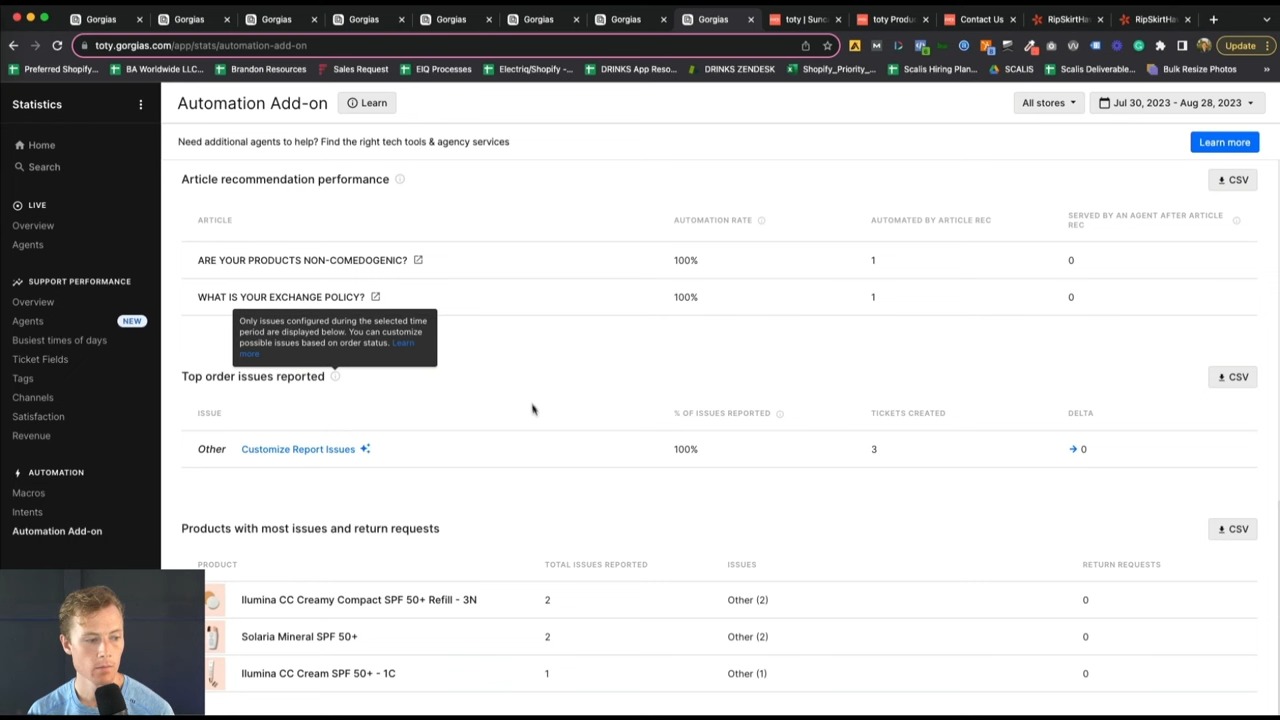 Gorgias
Gorgias
Gorgias
Gorgias
Gorgias
Gorgias
Gorgias
Gorgias
toty | Sunc
toty Produ
Contact Us
RipSkirtHa
RipSkirtHa
toty.gorgias.com/app/stats/automation-add-on
Update
Preferred Shopify...
BA Worldwide LLC...
Brandon Resources
Sales Request
EIQ Processes
Electriq/Shopify -...
DRINKS App Reso...
DRINKS ZENDESK
Shopify_Priority_...
Scalis Hiring Plan...
SCALIS
Scalis Deliverable...
Bulk Resize Photos
Statistics
Home
Search
LIVE
Overview
Agents
SUPPORT PERFORMANCE
Overview
Agents NEW
Busiest times of days
Ticket Fields
Tags
Channels
Satisfaction
Revenue
AUTOMATION
Macros
Intents
Automation Add-on
Automation Add-on Learn
All stores Jul 30, 2023 - Aug 28, 2023
Need additional agents to help? Find the right tech tools & agency services Learn more
Article recommendation performance CSV
ARTICLE AUTOMATION RATE AUTOMATED BY ARTICLE REC SERVED BY AN AGENT AFTER ARTICLE
REC
ARE YOUR PRODUCTS NON-COMEDOGENIC? 100% 1 0
WHAT IS YOUR EXCHANGE POLICY? 100% 1 0
Only issues configured during the selected time
period are displayed below. You can customize
possible issues based on order status. Learn
more
Top order issues reported CSV
ISSUE % OF ISSUES REPORTED TICKETS CREATED DELTA
Other Customize Report Issues 100% 3 0
Products with most issues and return requests CSV
PRODUCT TOTAL ISSUES REPORTED ISSUES RETURN REQUESTS
Ilumina CC Creamy Compact SPF 50+ Refill - 3N 2 Other (2) 0
Solaria Mineral SPF 50+ 2 Other (2) 0
Ilumina CC Cream SPF 50+ - 1C 1 Other (1) 0